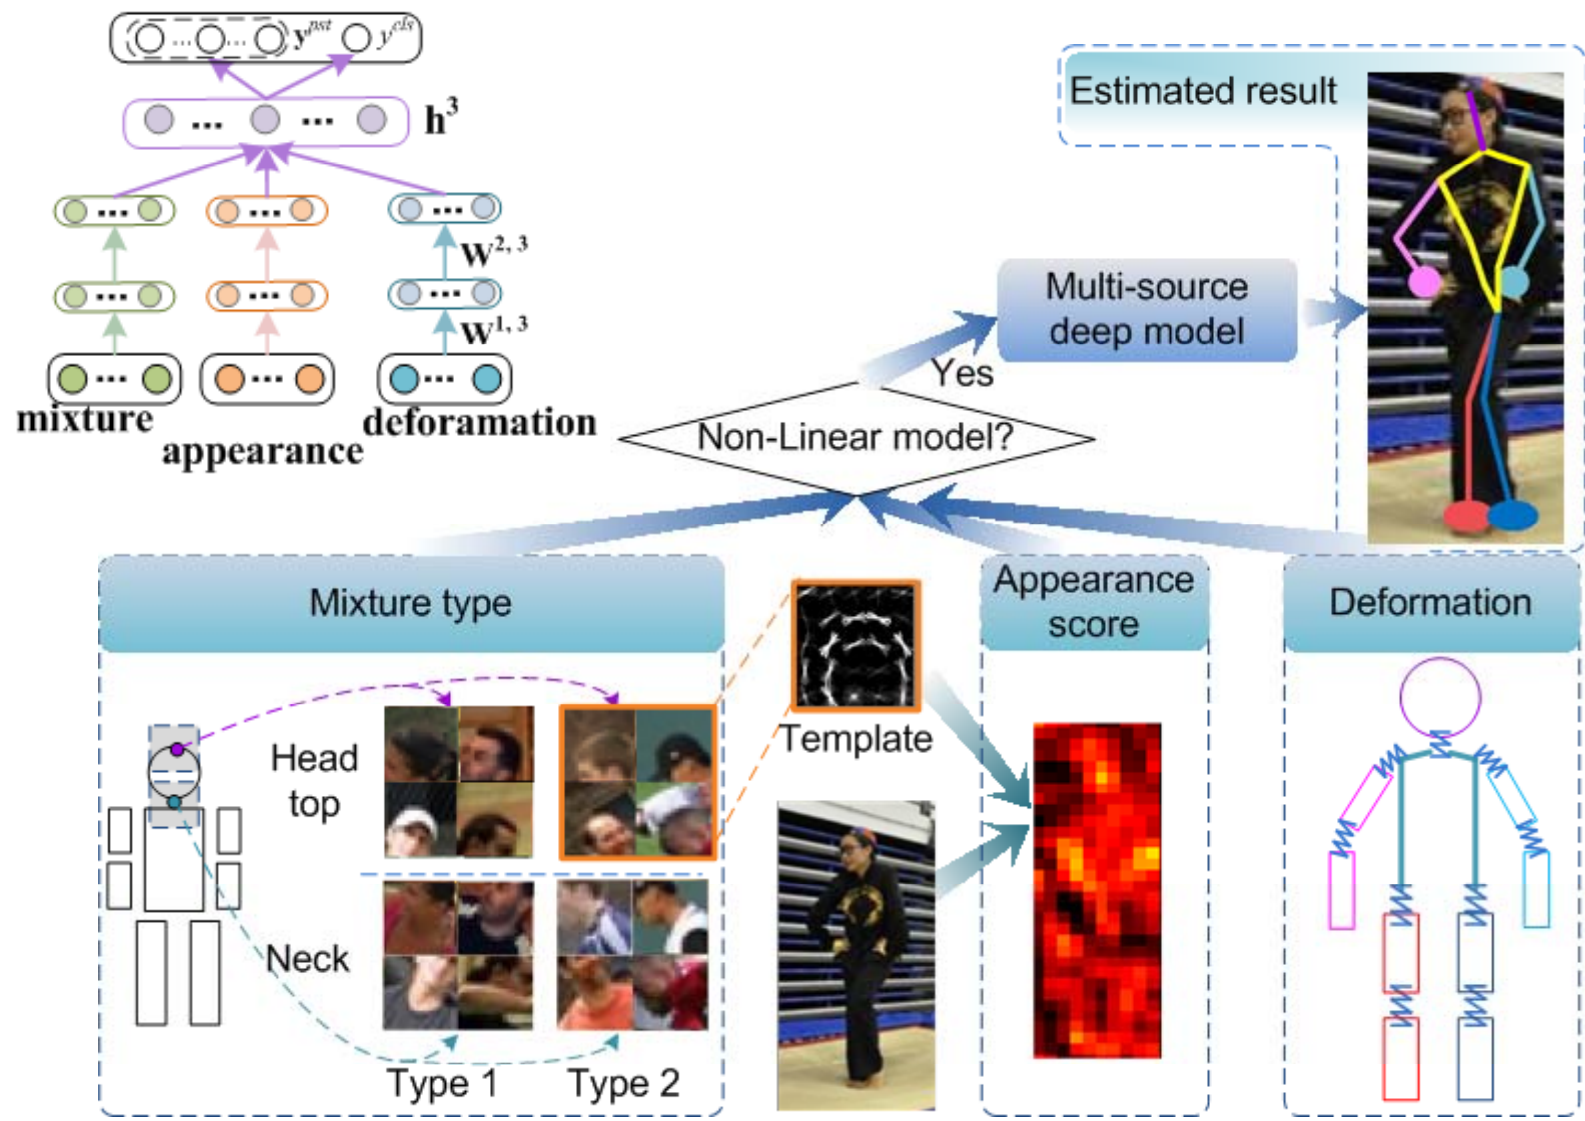 ... ... y^pst y^cls
... ... h^3
... ... ...
W^2, 3
... ... ...
W^1, 3
... ... ...
mixture
appearance
deforamation
Estimated result
Multi-source
deep model
Yes
Non-Linear model?
Mixture type
Head
top
Neck
Type 1
Type 2
Template
Appearance
score
Deformation